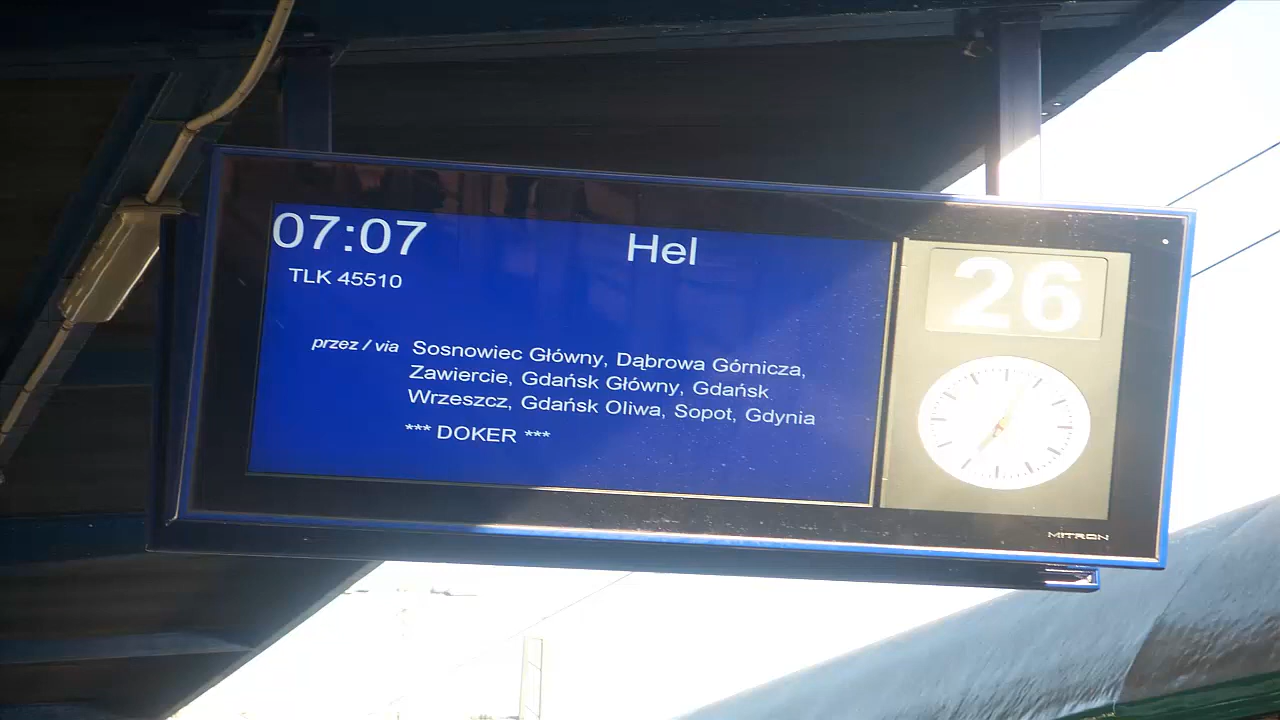 07:07
Hel
26
TLK 45510
przez / via Sosnowiec Główny, Dąbrowa Górnicza,
Zawiercie, Gdańsk Główny, Gdańsk
Wrzeszcz, Gdańsk Oliwa, Sopot, Gdynia
*** DOKER ***
MITRON